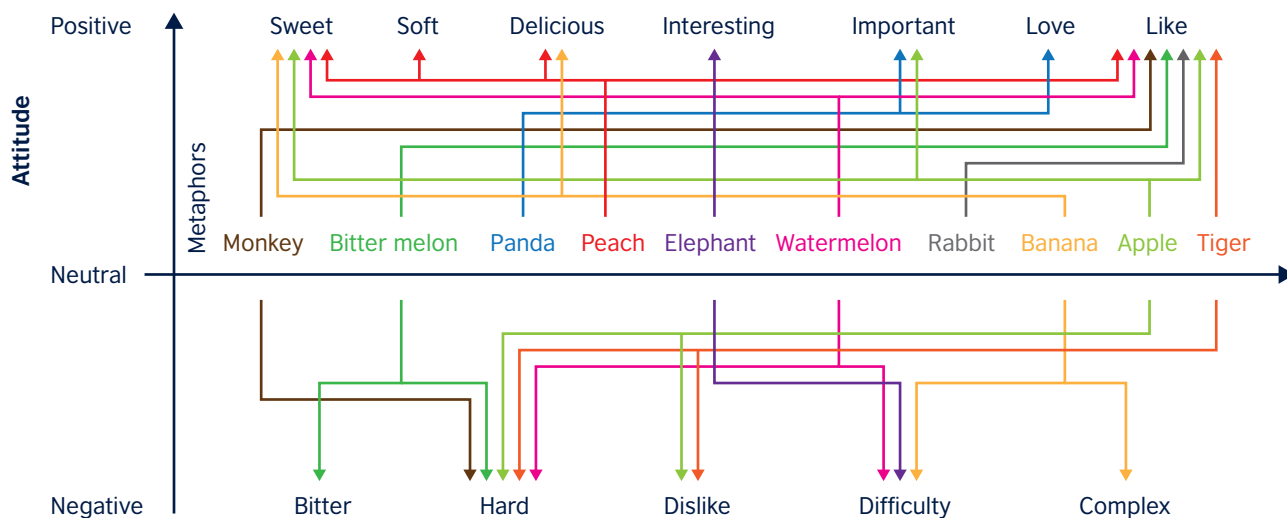 Positive Sweet Soft Delicious Interesting Important Love Like
Attitude
Metaphors
Monkey Bitter melon Panda Peach Elephant Watermelon Rabbit Banana Apple Tiger
Neutral
Negative Bitter Hard Dislike Difficulty Complex